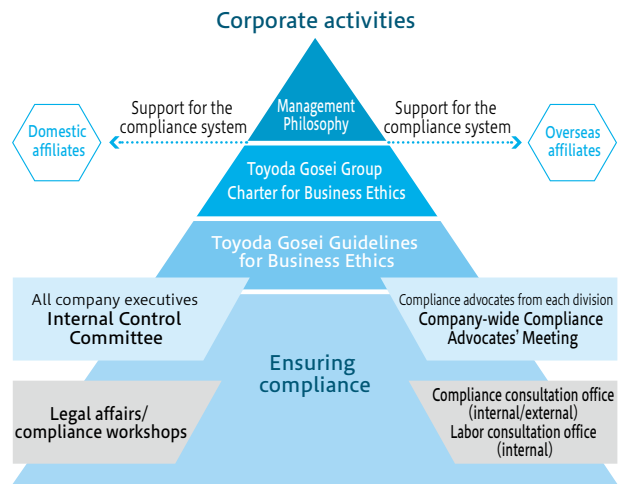 Corporate activities
Management
Philosophy
Support for the
compliance system
Support for the
compliance system
Domestic
affiliates
Overseas
affiliates
Toyoda Gosei Group
Charter for Business Ethics
Toyoda Gosei Guidelines
for Business Ethics
All company executives
Internal Control
Committee
Compliance advocates from each division
Company-wide Compliance
Advocates’ Meeting
Ensuring
compliance
Legal affairs/
compliance workshops
Compliance consultation office
(internal/external)
Labor consultation office
(internal)